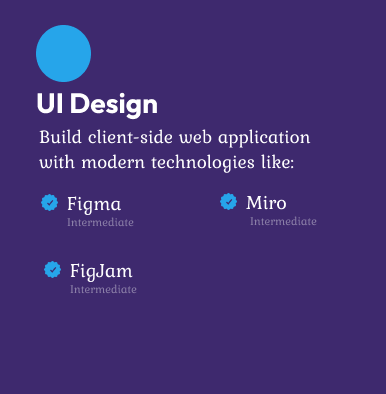 UI Design
Build client-side web application
with modern technologies like:
Figma
Intermediate
Miro
Intermediate
FigJam
Intermediate